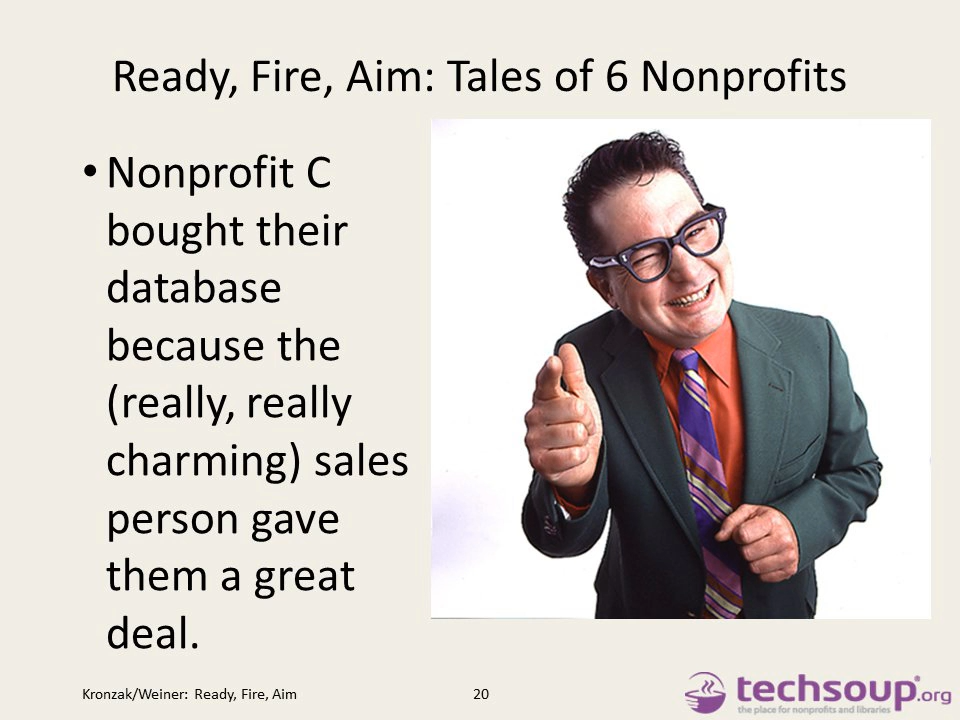 Ready, Fire, Aim: Tales of 6 Nonprofits
• Nonprofit C
bought their
database
because the
(really, really
charming) sales
person gave
them a great
deal.
Kronzak/Weiner: Ready, Fire, Aim
20
techsoup®.org
the place for nonprofits and libraries